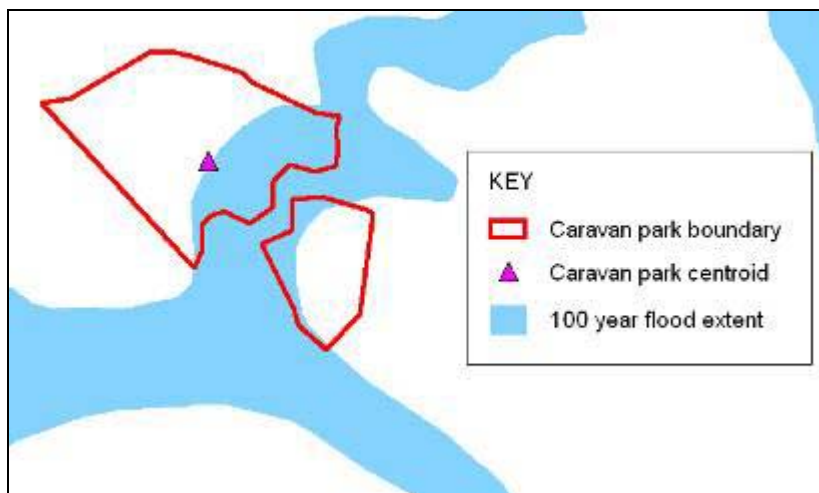 KEY
Caravan park boundary
Caravan park centroid
100 year flood extent